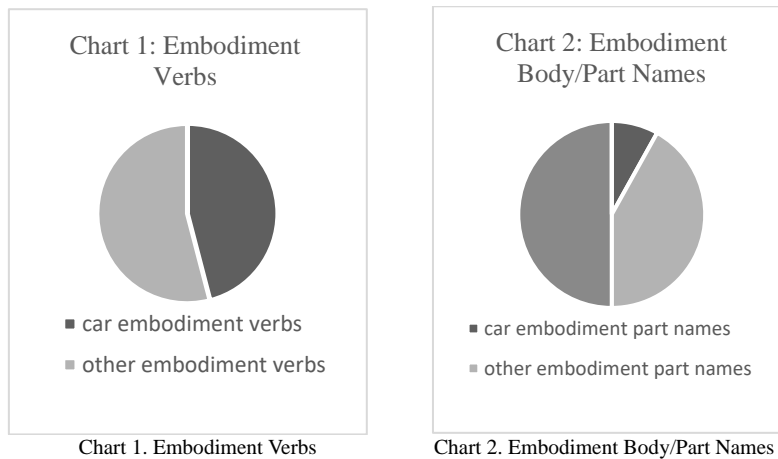 Chart 1: Embodiment
Verbs
car embodiment verbs
other embodiment verbs
Chart 1. Embodiment Verbs
Chart 2: Embodiment
Body/Part Names
car embodiment part names
other embodiment part names
Chart 2. Embodiment Body/Part Names